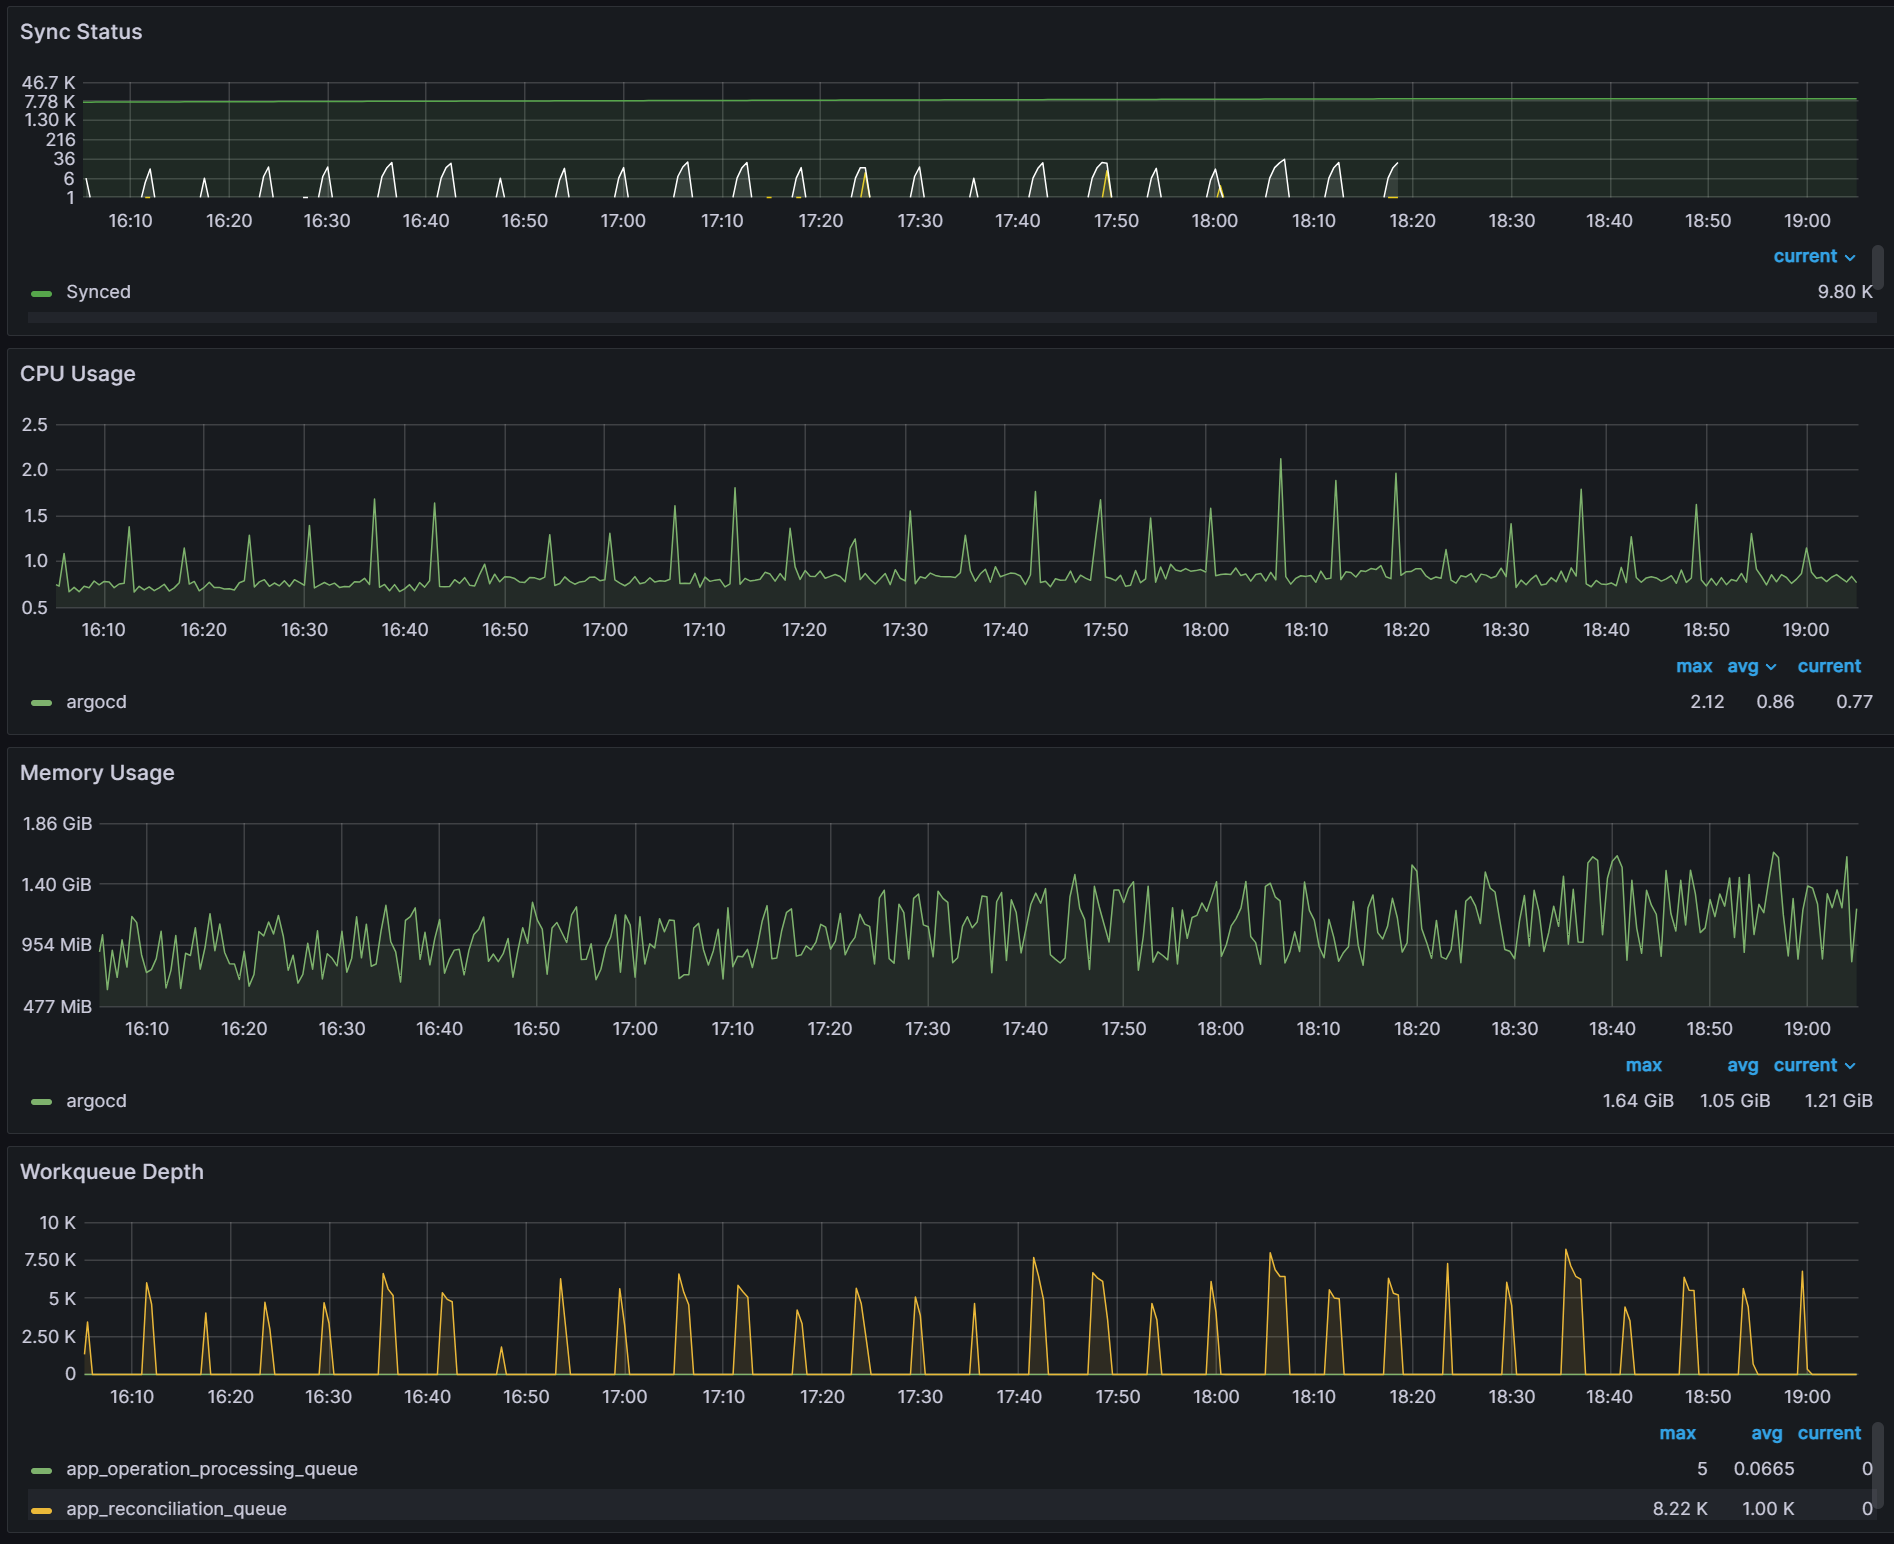 Sync Status
46.7 K
7.78 K
1.30 K
216
36
6
1
16:10 16:20 16:30 16:40 16:50 17:00 17:10 17:20 17:30 17:40 17:50 18:00 18:10 18:20 18:30 18:40 18:50 19:00
current
Synced 9.80 K
CPU Usage
2.5
2.0
1.5
1.0
0.5
16:10 16:20 16:30 16:40 16:50 17:00 17:10 17:20 17:30 17:40 17:50 18:00 18:10 18:20 18:30 18:40 18:50 19:00
max avg current
argocd 2.12 0.86 0.77
Memory Usage
1.86 GiB
1.40 GiB
954 MiB
477 MiB
16:10 16:20 16:30 16:40 16:50 17:00 17:10 17:20 17:30 17:40 17:50 18:00 18:10 18:20 18:30 18:40 18:50 19:00
max avg current
argocd 1.64 GiB 1.05 GiB 1.21 GiB
Workqueue Depth
10 K
7.50 K
5 K
2.50 K
0
16:10 16:20 16:30 16:40 16:50 17:00 17:10 17:20 17:30 17:40 17:50 18:00 18:10 18:20 18:30 18:40 18:50 19:00
max avg current
app_operation_processing_queue 5 0.0665 0
app_reconciliation_queue 8.22 K 1.00 K 0